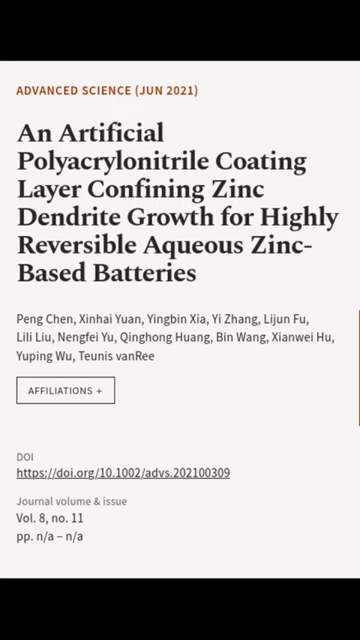 ADVANCED SCIENCE (JUN 2021)
An Artificial
Polyacrylonitrile Coating
Layer Confining Zinc
Dendrite Growth for Highly
Reversible Aqueous Zinc-
Based Batteries
Peng Chen, Xinhai Yuan, Yingbin Xia, Yi Zhang, Lijun Fu,
Lili Liu, Nengfei Yu, Qinghong Huang, Bin Wang, Xianwei Hu,
Yuping Wu, Teunis vanRee
AFFILIATIONS +
DOI
https://doi.org/10.1002/advs.202100309
Journal volume & issue
Vol. 8, no. 11
pp. n/a – n/a